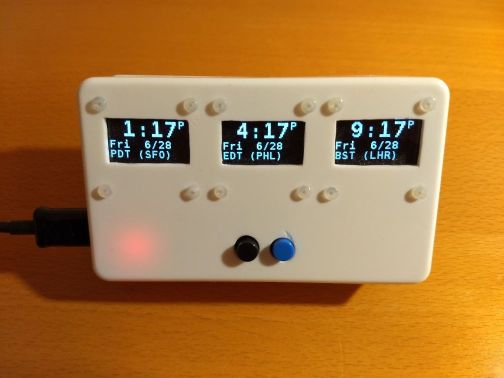 1:17P
Fri 6/28
PDT (SFO)
4:17P
Fri 6/28
EDT (PHL)
9:17P
Fri 6/28
BST (LHR)